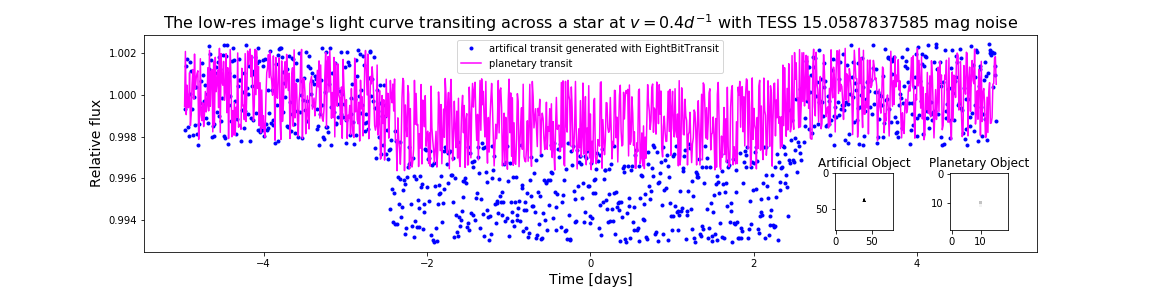 The low-res image's light curve transiting across a star at v = 0.4d⁻¹ with TESS 15.0587837585 mag noise
artifical transit generated with EightBitTransit
planetary transit
Relative flux
1.002
1.000
0.998
0.996
0.994
Artificial Object
0
50
0 50
Planetary Object
0
10
0 10
−4 −2 0 2 4
Time [days]